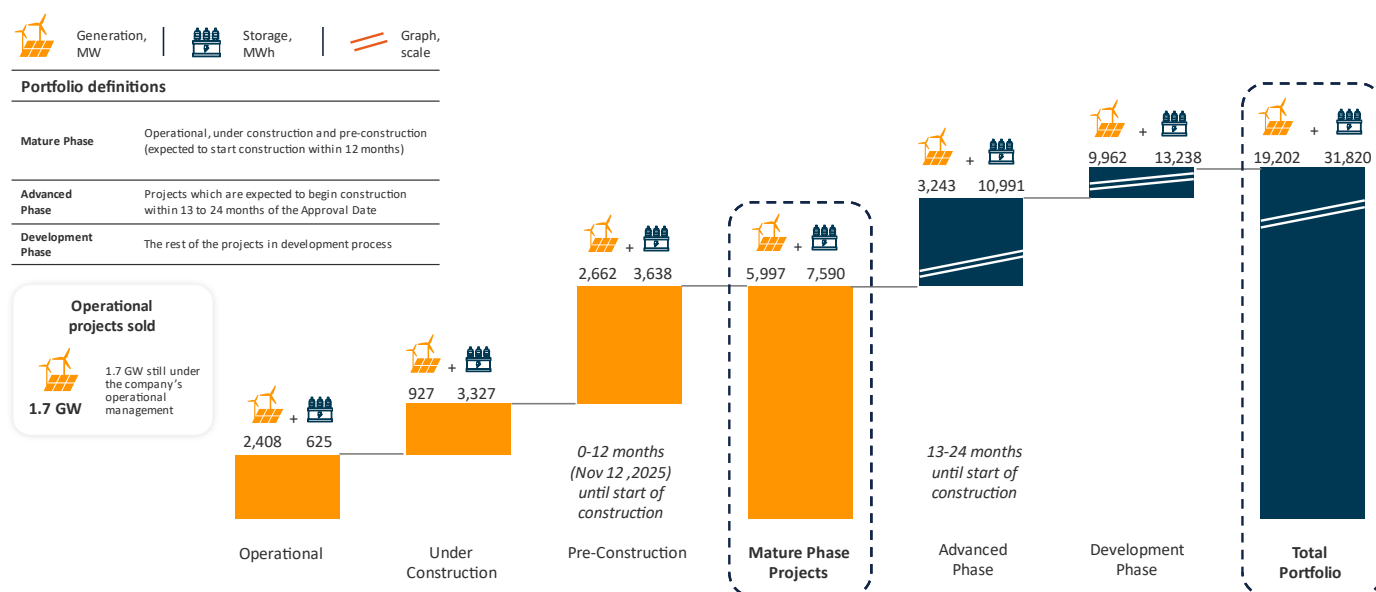 Generation,
MW
Storage,
MWh
Graph,
scale
Portfolio definitions
Mature Phase
Operational, under construction and pre-construction
(expected to start construction within 12 months)
Advanced
Phase
Projects which are expected to begin construction
within 13 to 24 months of the Approval Date
Development
Phase
The rest of the projects in development process
Operational
projects sold
1.7 GW
1.7 GW still under
the company's
operational
management
+
2,408 625
+
927 3,327
+
2,662 3,638
+
5,997 7,590
+
3,243 10,991
+
9,962 13,238
+
19,202 31,820
0-12 months
(Nov 12 ,2025)
until start of
construction
13-24 months
until start of
construction
Operational
Under
Construction
Pre-Construction
Mature Phase
Projects
Advanced
Phase
Development
Phase
Total
Portfolio